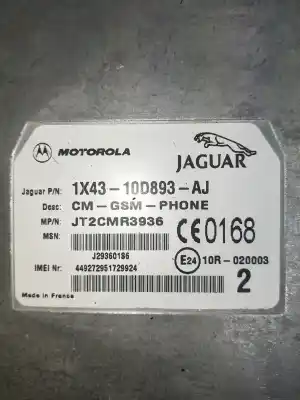 MOTOROLA
JAGUAR
Jaguar P/N: 1X43-10D893-AJ
Desc: CM-GSM-PHONE
MP/N: JT2CMR3936
MSN:
CE0168
J29360186
E24 10R-020003
IMEI Nr: 449272951729924
2
Made in France